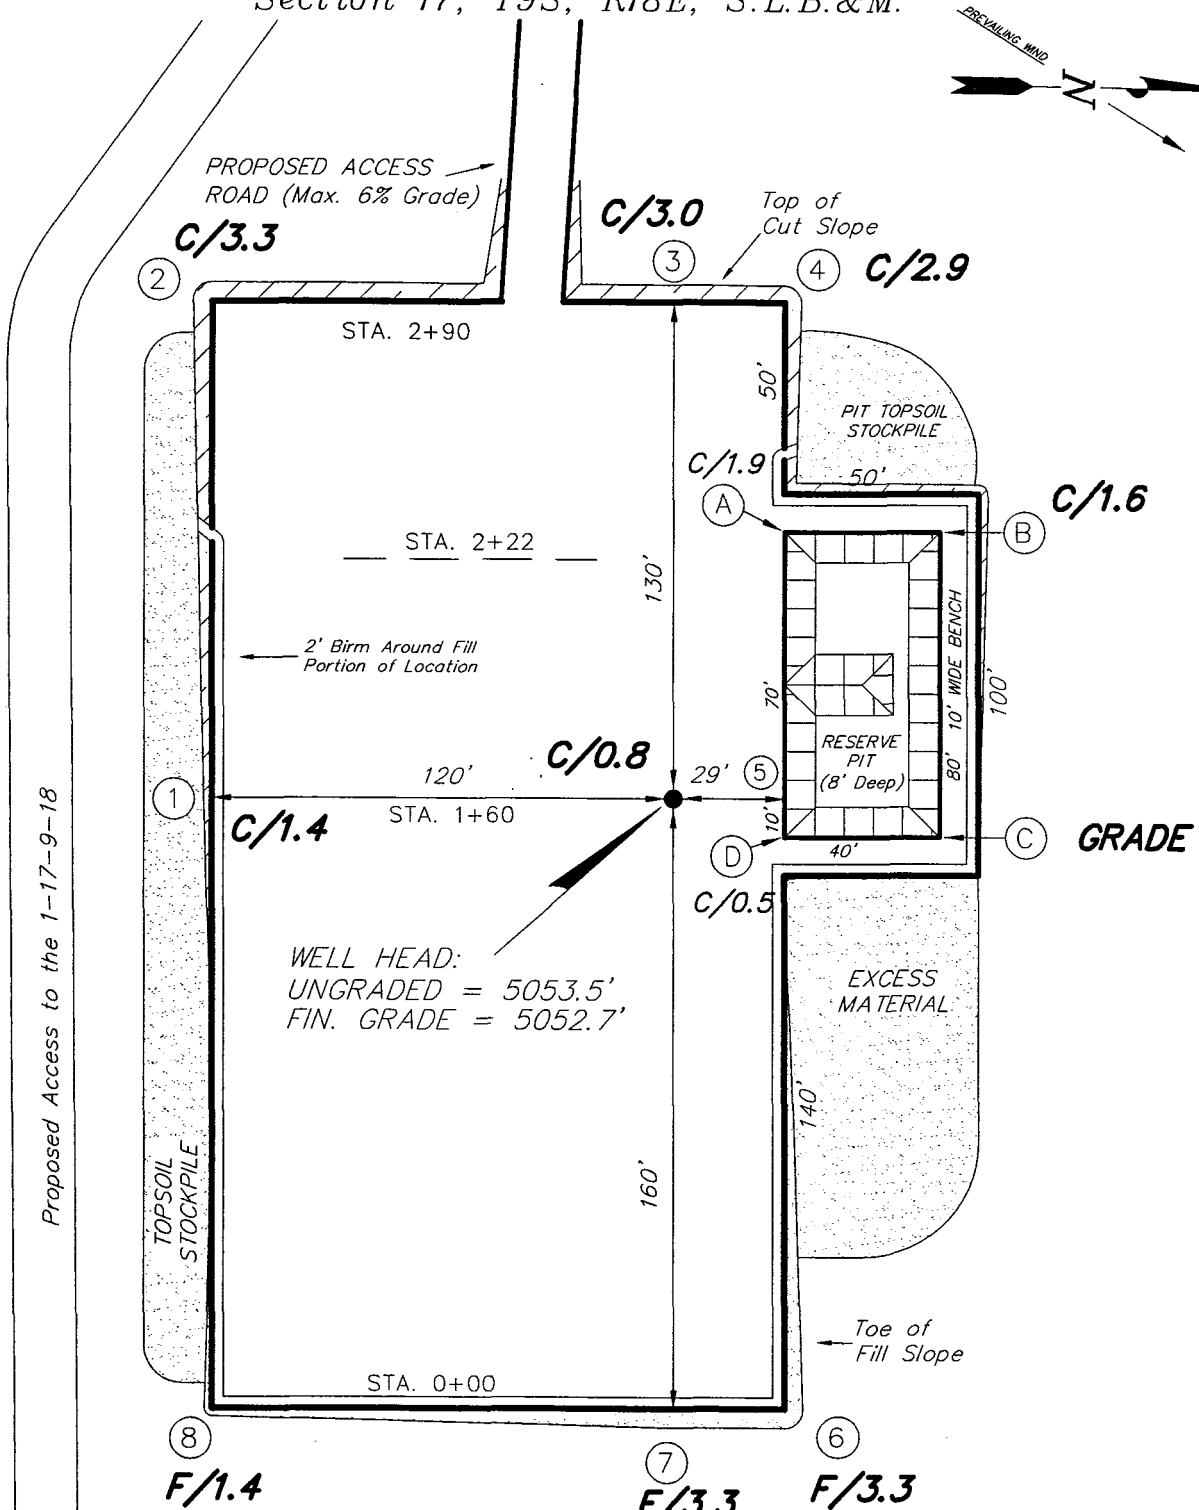 Section 17, T9S, R18E, S.L.B.&M.
PREVAILING WIND
N
PROPOSED ACCESS
ROAD (Max. 6% Grade)
C/3.3
2
C/3.0
3
Top of
Cut Slope
4
C/2.9
STA. 2+90
50'
PIT TOPSOIL
STOCKPILE
C/1.9
50'
A
C/1.6
B
STA. 2+22
130'
2' Birm Around Fill
Portion of Location
10' WIDE BENCH
100'
70'
RESERVE
PIT
(8' Deep)
80'
C/0.8
120'
29'
5
1
C/1.4
STA. 1+60
10'
40'
D
C
GRADE
C/0.5
WELL HEAD:
UNGRADED = 5053.5'
FIN. GRADE = 5052.7'
EXCESS
MATERIAL
Proposed Access to the 1-17-9-18
140'
160'
TOPSOIL
STOCKPILE
Toe of
Fill Slope
STA. 0+00
8
F/1.4
7
F/3.3
6
F/3.3